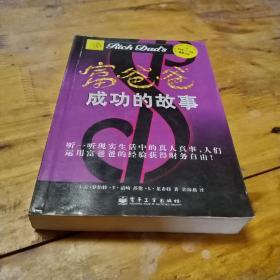 Rich Dad's
富爸爸
成功的故事
听一听现实生活中的真人真事，人们
运用富爸爸的经验获得财务自由！
电子工业出版社